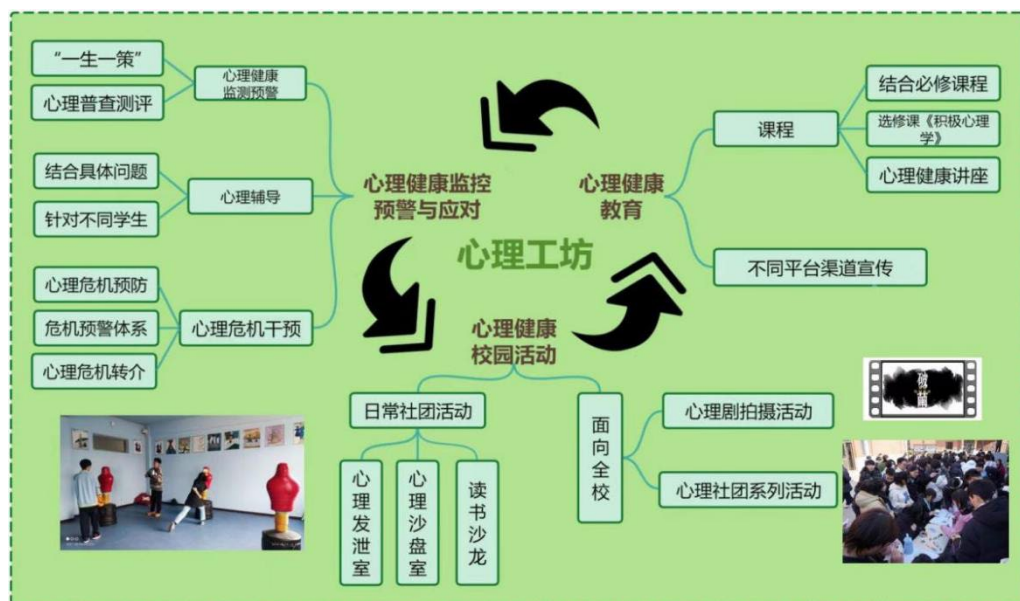 “一生一策”
心理普查测评
心理健康
监测预警
结合具体问题
针对不同学生
心理辅导
心理危机预防
危机预警体系
心理危机转介
心理危机干预
心理健康监控
预警与应对
心理健康
教育
心理工坊
心理健康
校园活动
课程
结合必修课程
选修课《积极心理
学》
心理健康讲座
不同平台渠道宣传
日常社团活动
心理发泄室
心理沙盘室
读书沙龙
面向全校
心理剧拍摄活动
心理社团系列活动
破茧